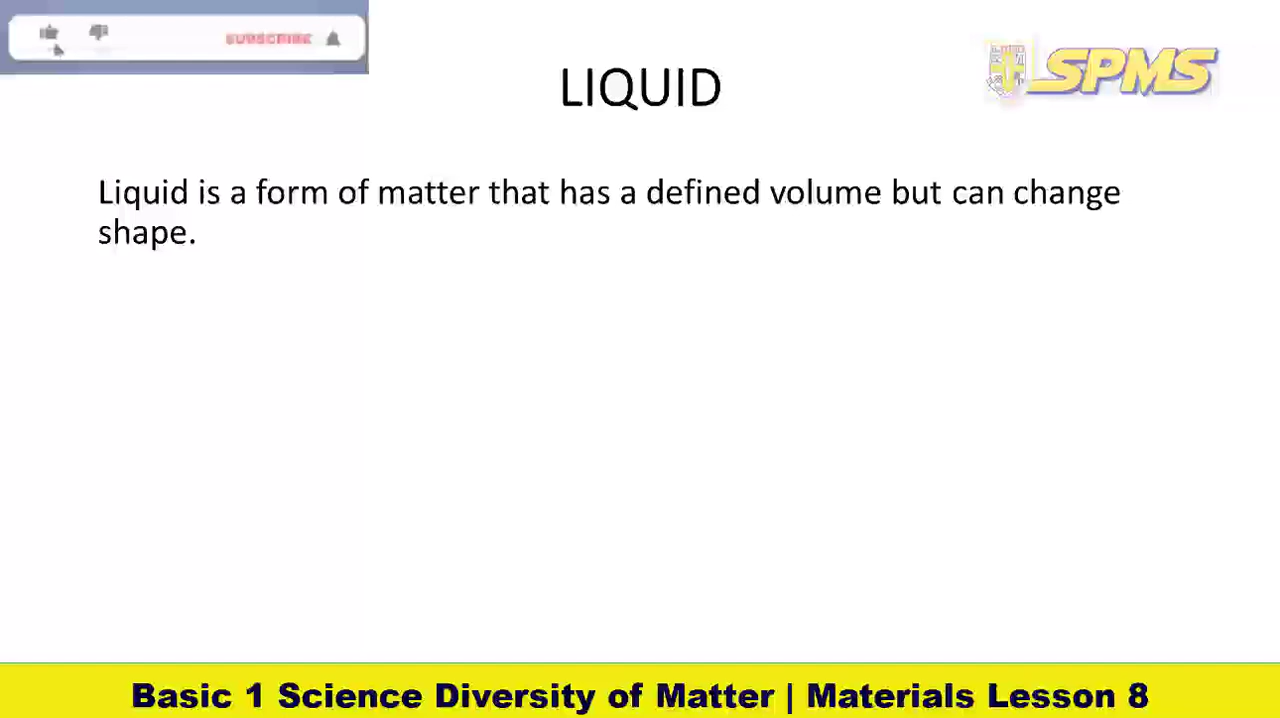 SUBSCRIBE
SPMS
LIQUID
Liquid is a form of matter that has a defined volume but can change
shape.
Basic 1 Science Diversity of Matter | Materials Lesson 8